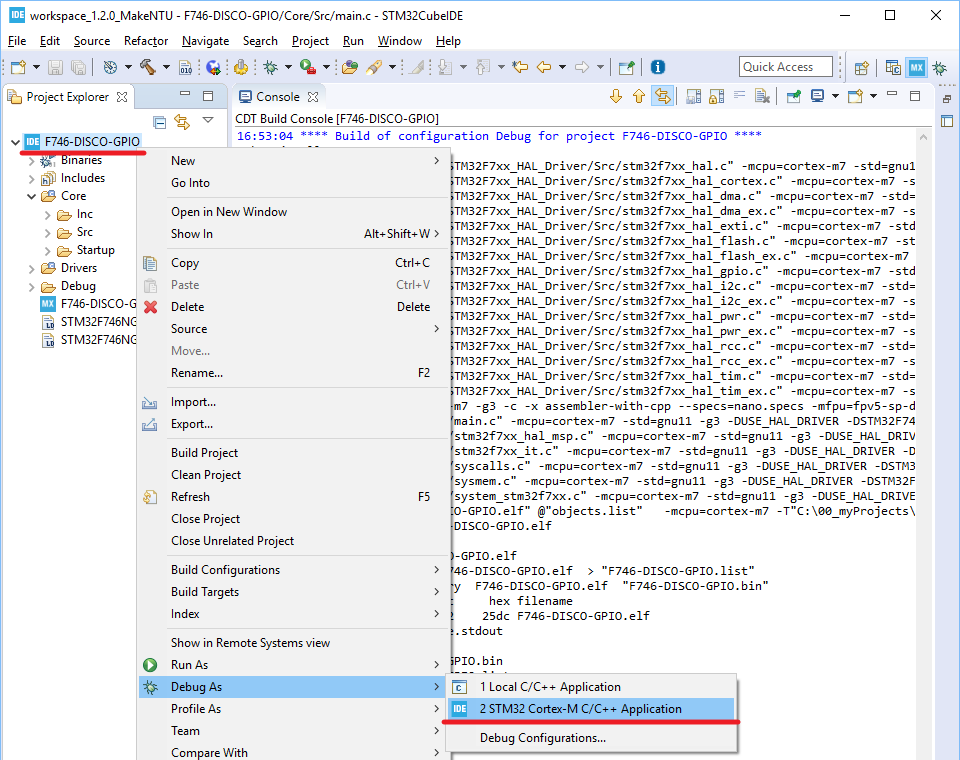 IDE workspace_1.2.0_MakeNTU - F746-DISCO-GPIO/Core/Src/main.c - STM32CubeIDE
File Edit Source Refactor Navigate Search Project Run Window Help
010 Quick Access MX
Project Explorer
Console
CDT Build Console [F746-DISCO-GPIO]
16:53:04 **** Build of configuration Debug for project F746-DISCO-GPIO ****
IDE F746-DISCO-GPIO
Binaries
Includes
Core
Inc
Src
Startup
Drivers
Debug
MX F746-DISCO-G
STM32F746NG
STM32F746NG
New
Go Into
Open in New Window
Show In Alt+Shift+W
Copy Ctrl+C
Paste Ctrl+V
Delete Delete
Source
Move...
Rename... F2
Import...
Export...
Build Project
Clean Project
Refresh F5
Close Project
Close Unrelated Project
Build Configurations
Build Targets
Index
Show in Remote Systems view
Run As
Debug As
Profile As
Team
Compare With
STM32F7xx_HAL_Driver/Src/stm32f7xx_hal.c" -mcpu=cortex-m7 -std=gnu1
STM32F7xx_HAL_Driver/Src/stm32f7xx_hal_cortex.c" -mcpu=cortex-m7 -s
STM32F7xx_HAL_Driver/Src/stm32f7xx_hal_dma.c" -mcpu=cortex-m7 -std=
STM32F7xx_HAL_Driver/Src/stm32f7xx_hal_dma_ex.c" -mcpu=cortex-m7 -s
STM32F7xx_HAL_Driver/Src/stm32f7xx_hal_exti.c" -mcpu=cortex-m7 -std
STM32F7xx_HAL_Driver/Src/stm32f7xx_hal_flash.c" -mcpu=cortex-m7 -st
STM32F7xx_HAL_Driver/Src/stm32f7xx_hal_flash_ex.c" -mcpu=cortex-m7
STM32F7xx_HAL_Driver/Src/stm32f7xx_hal_gpio.c" -mcpu=cortex-m7 -std
STM32F7xx_HAL_Driver/Src/stm32f7xx_hal_i2c.c" -mcpu=cortex-m7 -std=
STM32F7xx_HAL_Driver/Src/stm32f7xx_hal_i2c_ex.c" -mcpu=cortex-m7 -s
STM32F7xx_HAL_Driver/Src/stm32f7xx_hal_pwr.c" -mcpu=cortex-m7 -std=
STM32F7xx_HAL_Driver/Src/stm32f7xx_hal_pwr_ex.c" -mcpu=cortex-m7 -s
STM32F7xx_HAL_Driver/Src/stm32f7xx_hal_rcc.c" -mcpu=cortex-m7 -std=
STM32F7xx_HAL_Driver/Src/stm32f7xx_hal_rcc_ex.c" -mcpu=cortex-m7 -s
STM32F7xx_HAL_Driver/Src/stm32f7xx_hal_tim.c" -mcpu=cortex-m7 -std=
STM32F7xx_HAL_Driver/Src/stm32f7xx_hal_tim_ex.c" -mcpu=cortex-m7 -s
-m7 -g3 -c -x assembler-with-cpp --specs=nano.specs -mfpu=fpv5-sp-d
/main.c" -mcpu=cortex-m7 -std=gnu11 -g3 -DUSE_HAL_DRIVER -DSTM32F74
/stm32f7xx_hal_msp.c" -mcpu=cortex-m7 -std=gnu11 -g3 -DUSE_HAL_DRIV
/stm32f7xx_it.c" -mcpu=cortex-m7 -std=gnu11 -g3 -DUSE_HAL_DRIVER -D
/syscalls.c" -mcpu=cortex-m7 -std=gnu11 -g3 -DUSE_HAL_DRIVER -DSTM3
/sysmem.c" -mcpu=cortex-m7 -std=gnu11 -g3 -DUSE_HAL_DRIVER -DSTM32F
/system_stm32f7xx.c" -mcpu=cortex-m7 -std=gnu11 -g3 -DUSE_HAL_DRIVE
CO-GPIO.elf" @"objects.list" -mcpu=cortex-m7 -T"C:\00_myProjects\
-DISCO-GPIO.elf
O-GPIO.elf
746-DISCO-GPIO.elf > "F746-DISCO-GPIO.list"
ry F746-DISCO-GPIO.elf "F746-DISCO-GPIO.bin"
hex filename
25dc F746-DISCO-GPIO.elf
e.stdout
GPIO.bin
1 Local C/C++ Application
IDE 2 STM32 Cortex-M C/C++ Application
Debug Configurations...